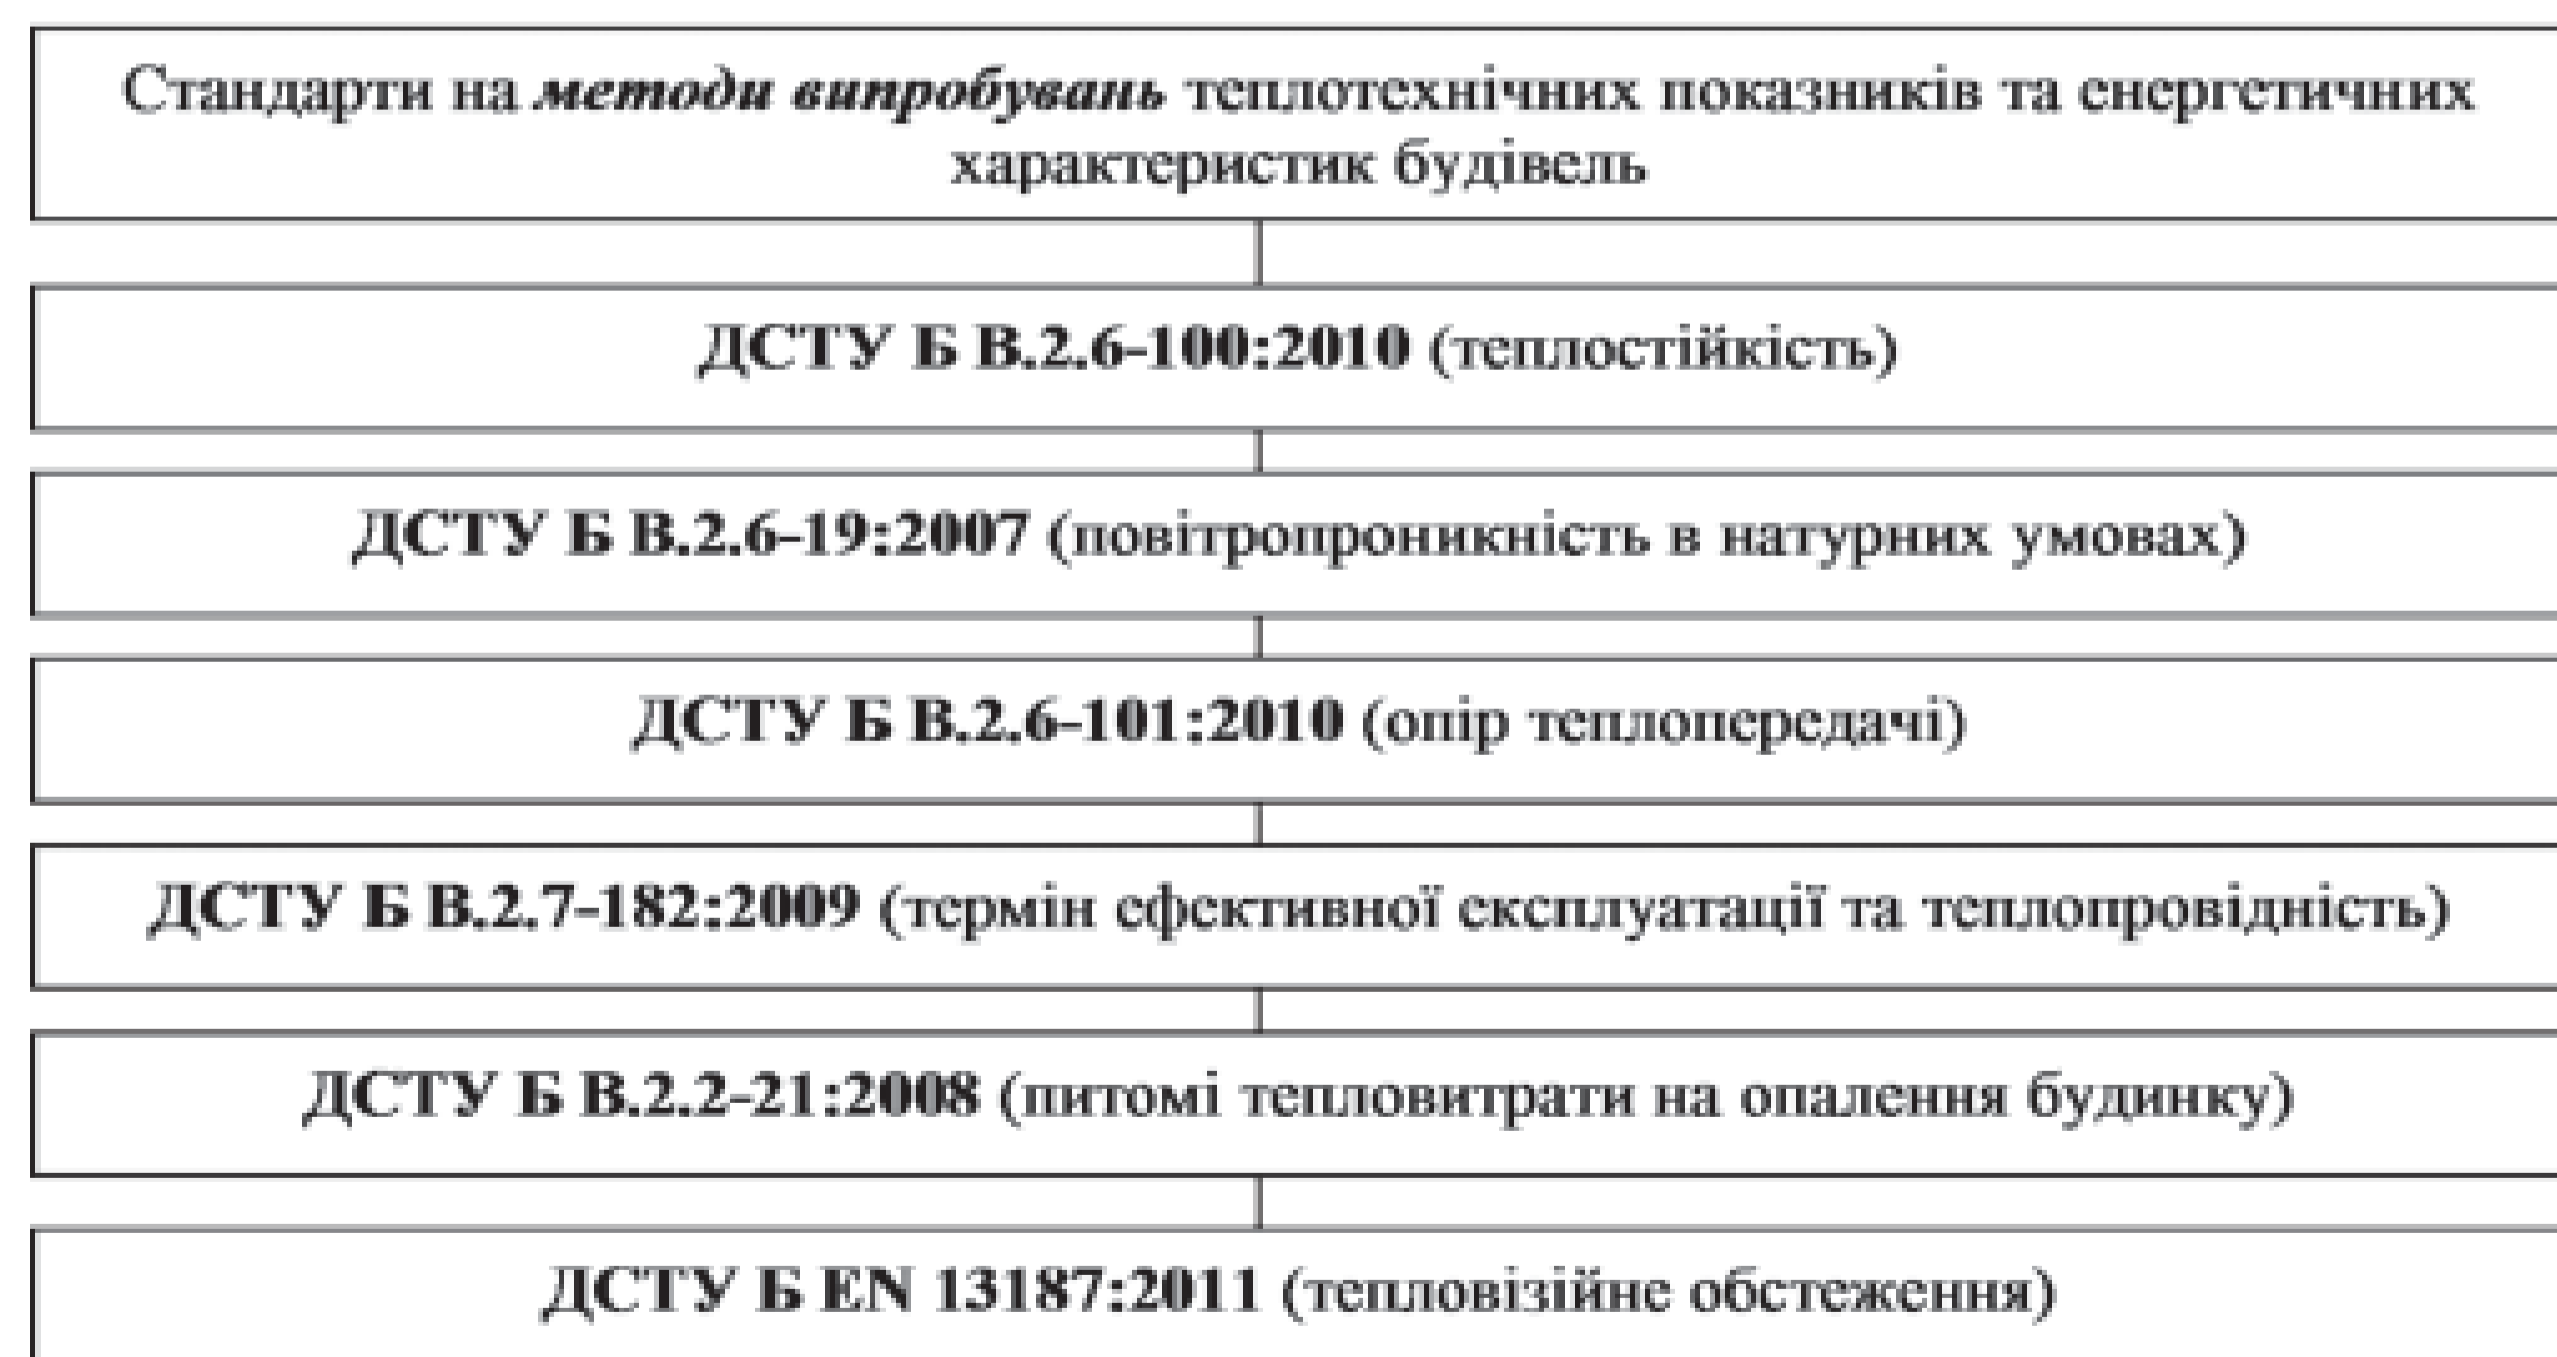 Стандарти на методи випробувань теплотехнічних показників та енергетичних
характеристик будівель
ДСТУ Б В.2.6-100:2010 (теплостійкість)
ДСТУ Б В.2.6-19:2007 (повітропроникність в натурних умовах)
ДСТУ Б В.2.6-101:2010 (опір теплопередачі)
ДСТУ Б В.2.7-182:2009 (термін ефективної експлуатації та теплопровідність)
ДСТУ Б В.2.2-21:2008 (питомі тепловитрати на опалення будинку)
ДСТУ Б EN 13187:2011 (тепловізійне обстеження)